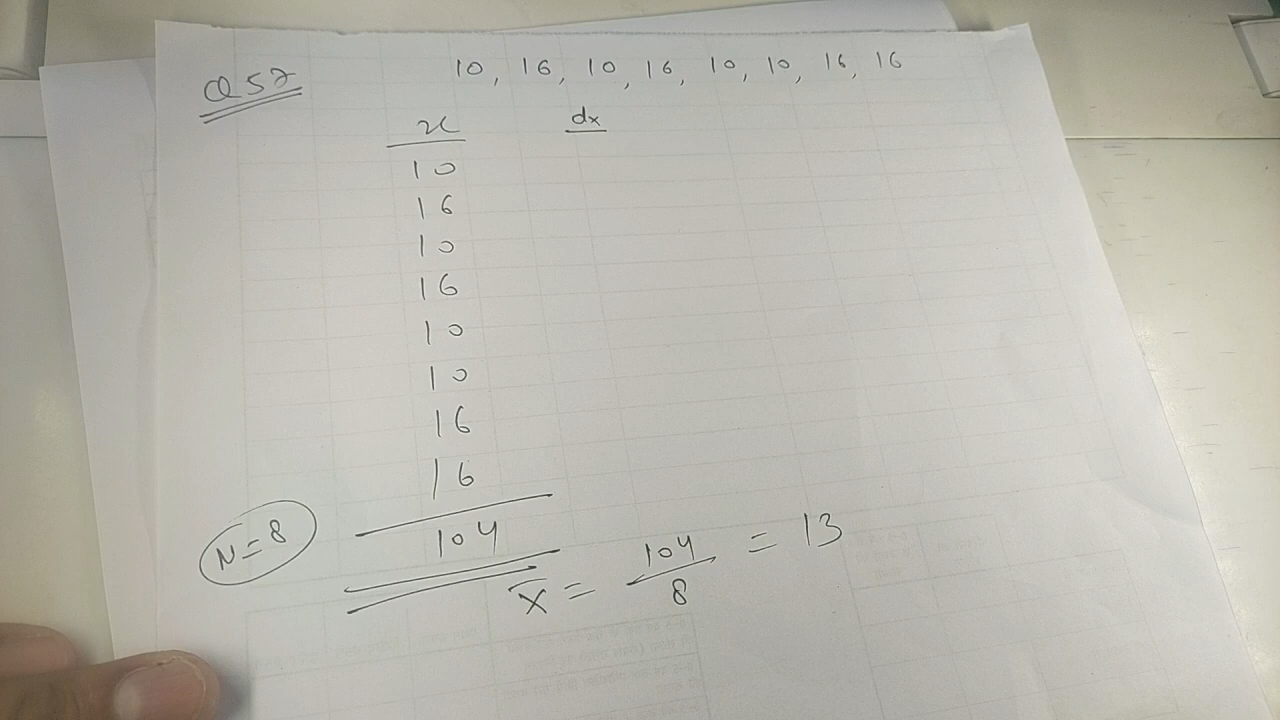 Q52
10, 16, 10, 16, 10, 10, 16, 16
x dx
10
16
10
16
10
10
16
16
N=8 104
x̄ = 104/8 = 13